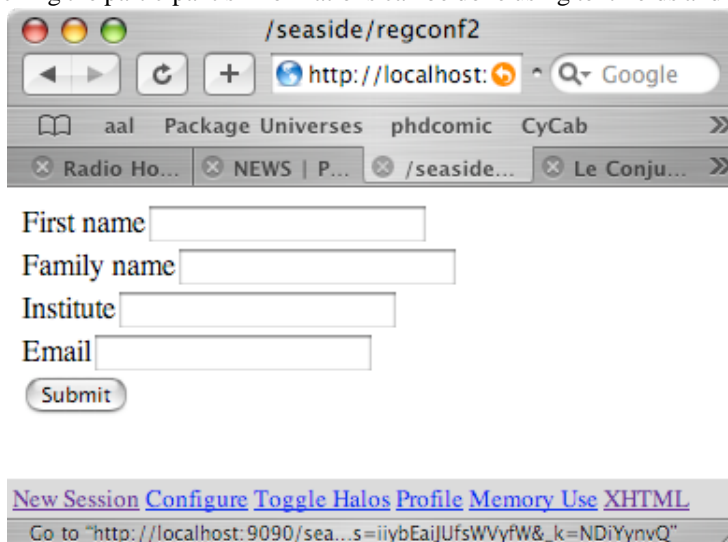 /seaside/regconf2
http://localhost: Google
aal Package Universes phdcomic CyCab
Radio Ho... NEWS | P... /seaside... Le Conju...
First name
Family name
Institute
Email
Submit
New Session Configure Toggle Halos Profile Memory Use XHTML
Go to "http://localhost:9090/sea...s=iiybEaiJUfsWVyfW&_k=NDiYynvQ"